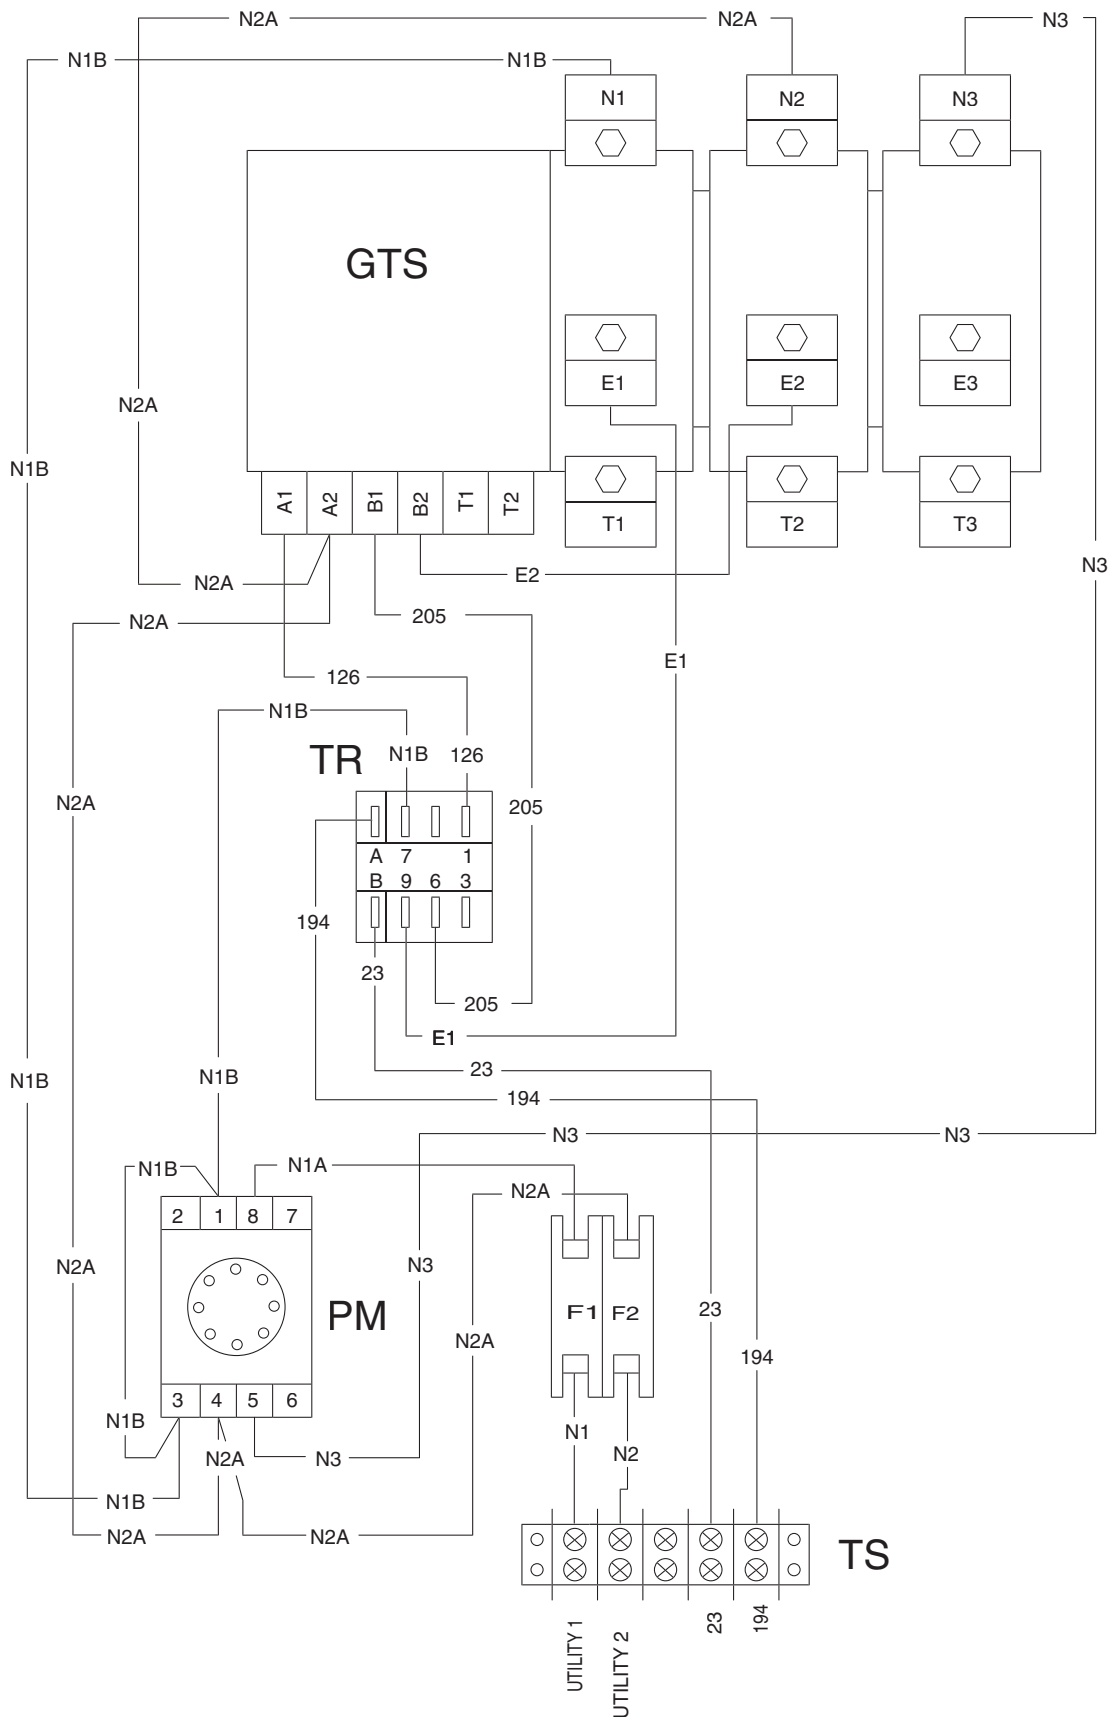 N2A N2A N3
N1B N1B
N1 N2 N3
GTS
E1 E2 E3
N2A
N1B
A1 A2 B1 B2 T1 T2
T1 T2 T3
N3
E2
N2A
205
N2A
E1
126
N1B
TR N1B 126
N2A 205
A 7 1
B 9 6 3
194
23
205
E1
23
N1B N1B
194
N3 N3
N1B N1A
N2A
2 1 8 7
N2A N3
F1 F2 23
PM
N2A
194
3 4 5 6
N1B
N1
N2A N3 N2
N1B
N2A N2A
TS
UTILITY 1 UTILITY 2 23 194